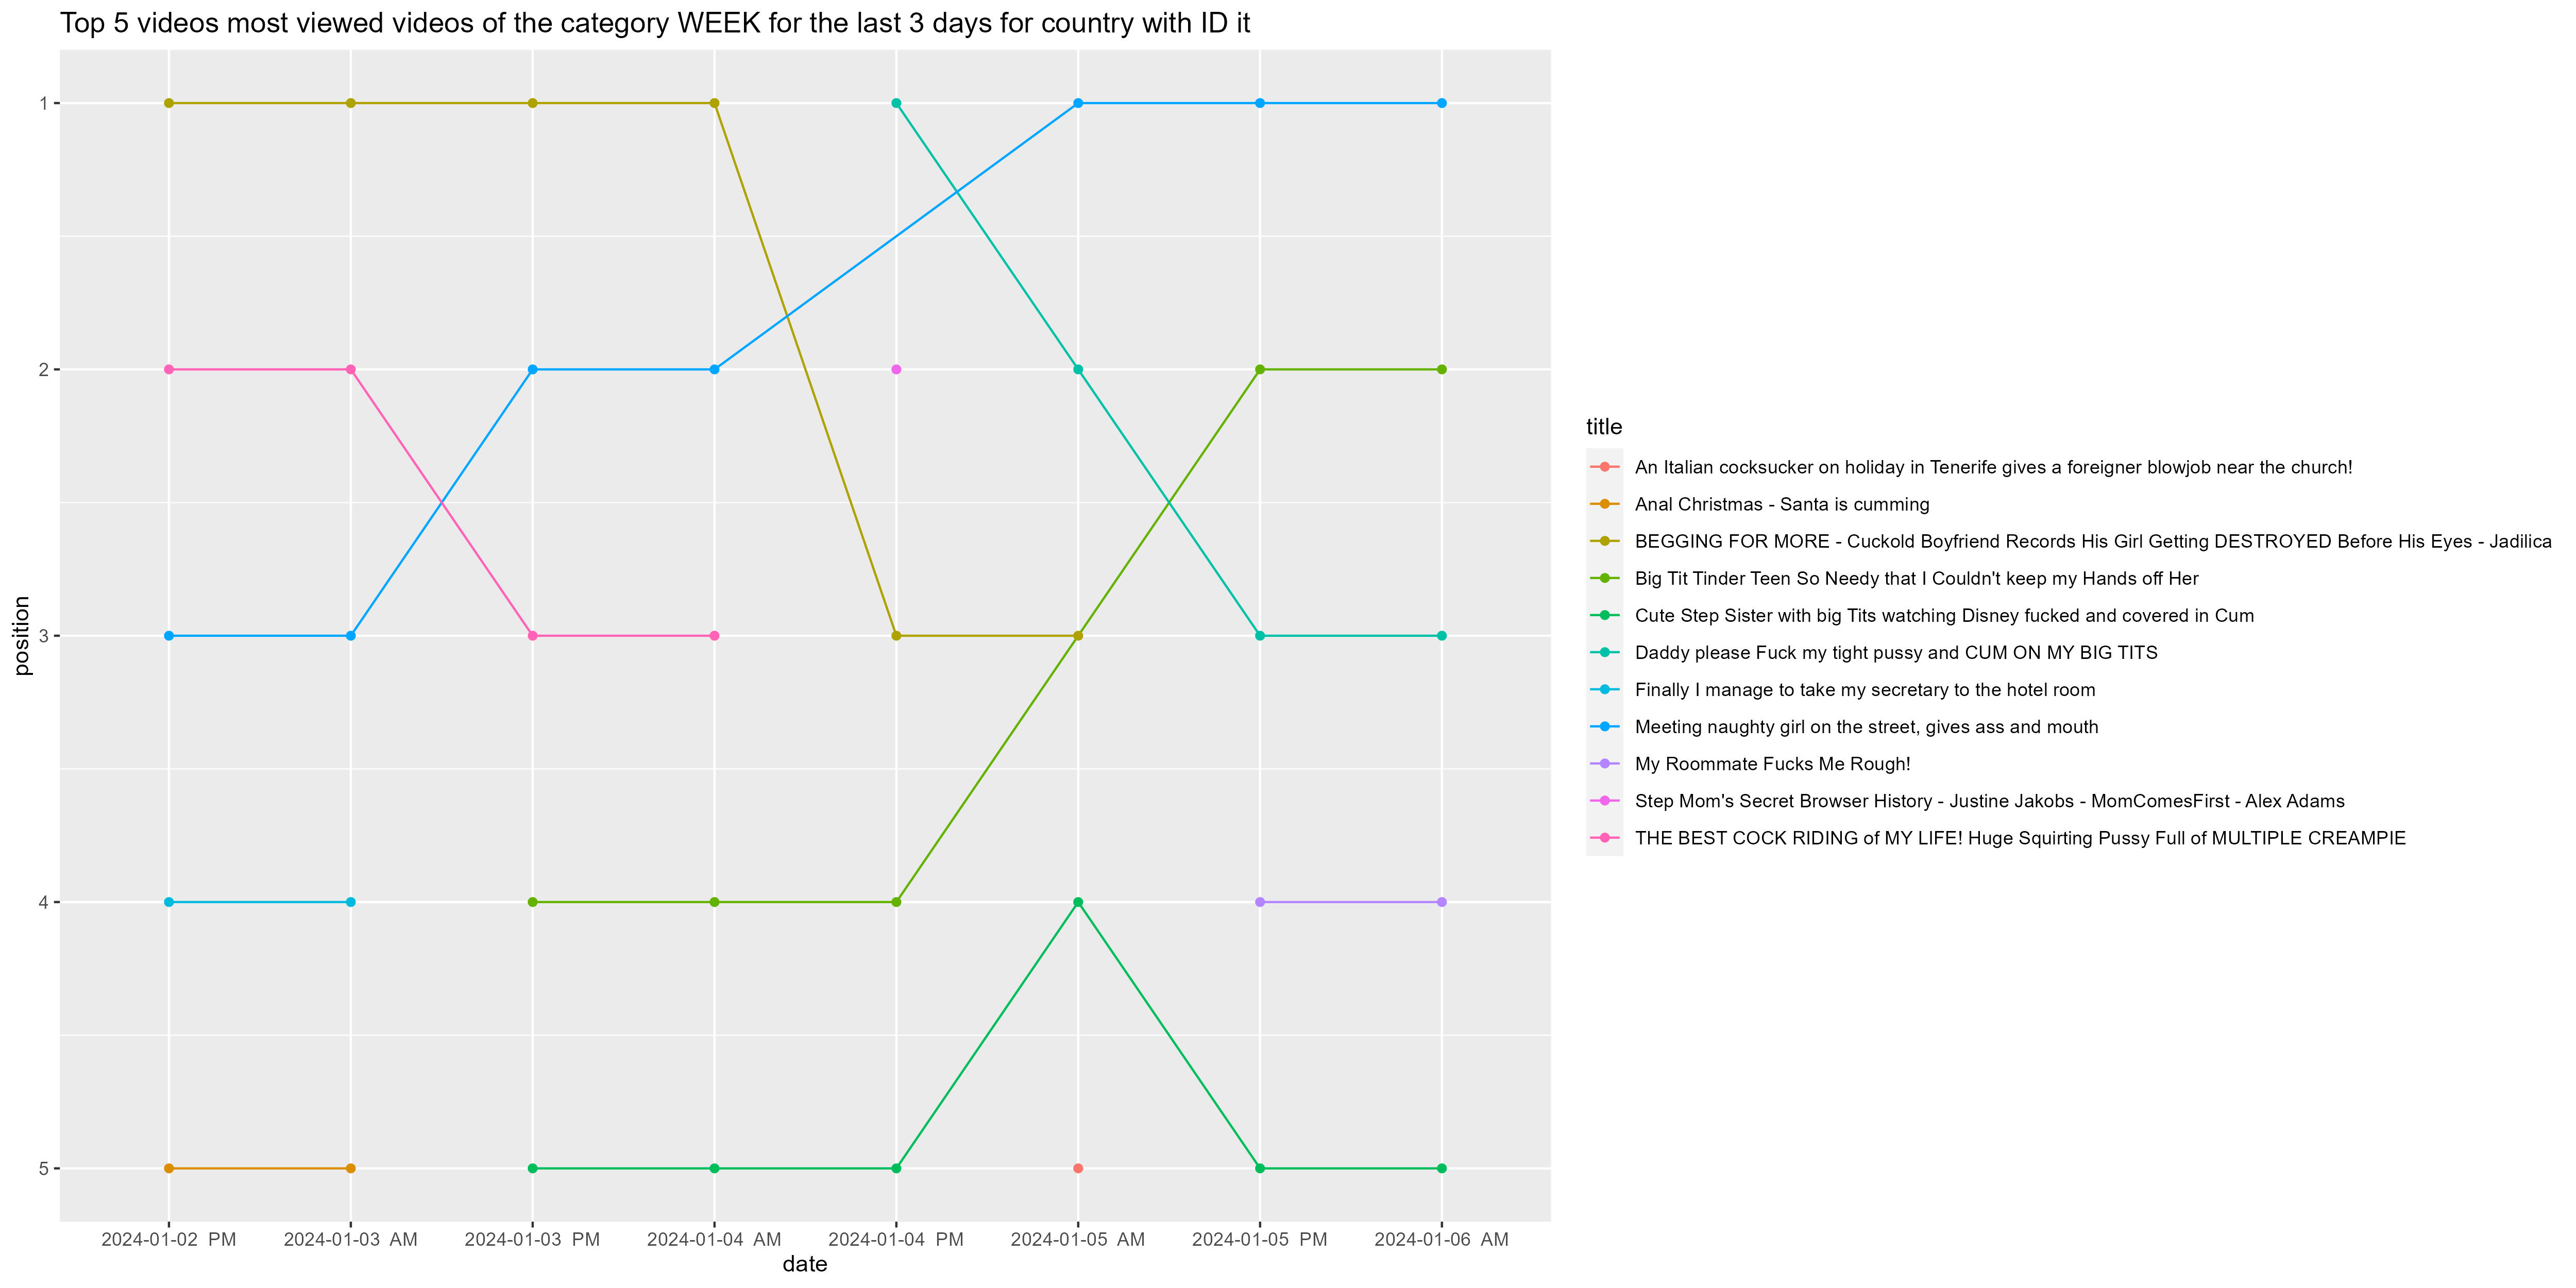 Top 5 videos most viewed videos of the category WEEK for the last 3 days for country with ID it
1
2
3
4
5
position
2024-01-02 PM
2024-01-03 AM
2024-01-03 PM
2024-01-04 AM
2024-01-04 PM
2024-01-05 AM
2024-01-05 PM
2024-01-06 AM
date
title
An Italian cocksucker on holiday in Tenerife gives a foreigner blowjob near the church!
Anal Christmas - Santa is cumming
BEGGING FOR MORE - Cuckold Boyfriend Records His Girl Getting DESTROYED Before His Eyes - Jadilica
Big Tit Tinder Teen So Needy that I Couldn't keep my Hands off Her
Cute Step Sister with big Tits watching Disney fucked and covered in Cum
Daddy please Fuck my tight pussy and CUM ON MY BIG TITS
Finally I manage to take my secretary to the hotel room
Meeting naughty girl on the street, gives ass and mouth
My Roommate Fucks Me Rough!
Step Mom's Secret Browser History - Justine Jakobs - MomComesFirst - Alex Adams
THE BEST COCK RIDING of MY LIFE! Huge Squirting Pussy Full of MULTIPLE CREAMPIE